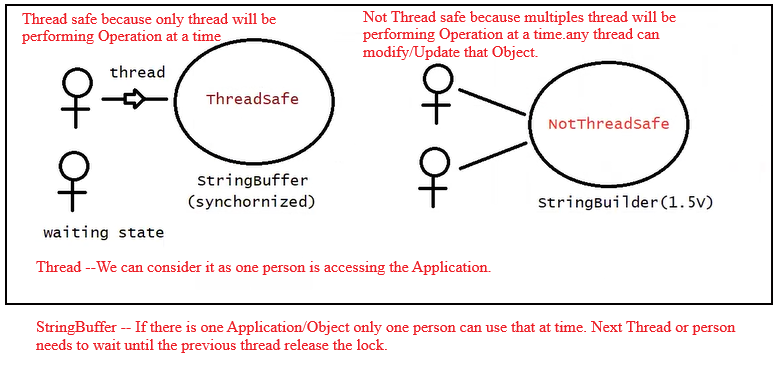 Thread safe because only thread will be
performing Operation at a time
thread
ThreadSafe
StringBuffer
(synchornized)
waiting state
Not Thread safe because multiples thread will be
performing Operation at a time.any thread can
modify/Update that Object.
NotThreadSafe
StringBuilder(1.5V)
Thread --We can consider it as one person is accessing the Application.
StringBuffer -- If there is one Application/Object only one person can use that at time. Next Thread or person
needs to wait until the previous thread release the lock.